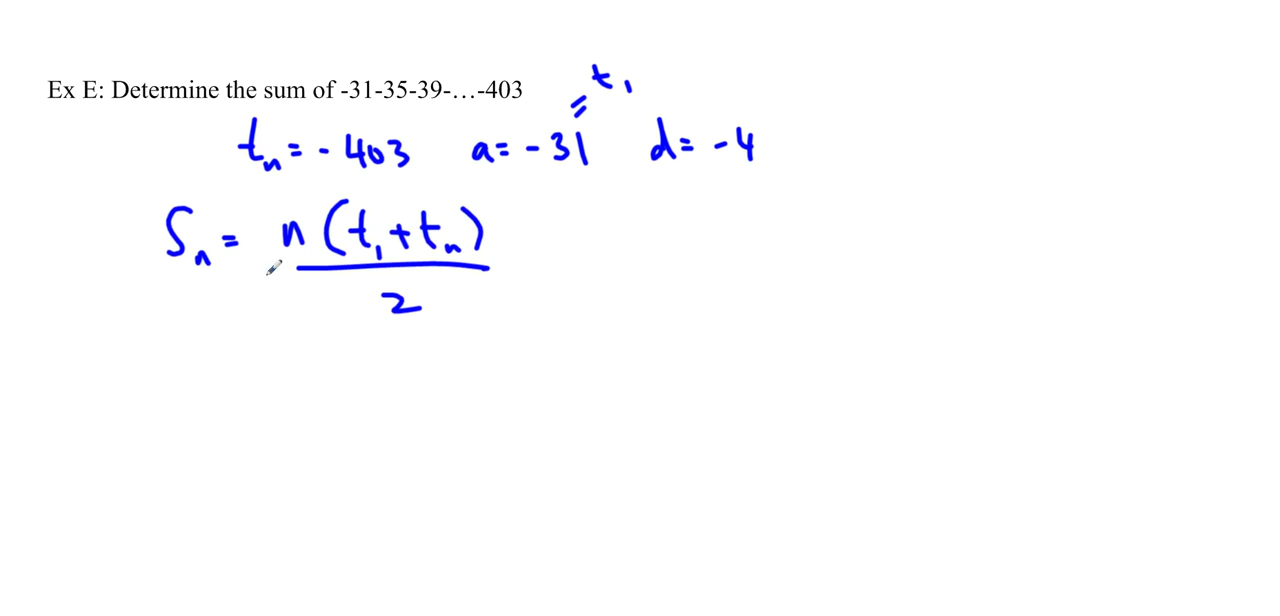 Ex E: Determine the sum of -31-35-39-…-403
= t₁
tₙ = - 403 a = - 31 d = - 4
Sₙ = n (t₁ + tₙ)
2